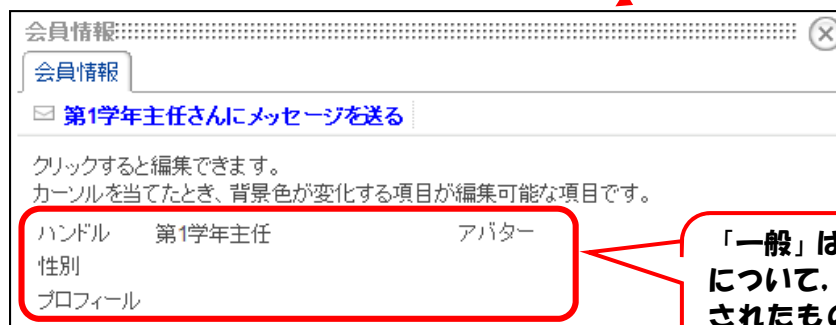 会員情報
会員情報
第1学年主任さんにメッセージを送る
クリックすると編集できます。
カーソルを当てたとき、背景色が変化する項目が編集可能な項目です。
ハンドル 第1学年主任 アバター
性別
プロフィール
「一般」は
について，
されたもの